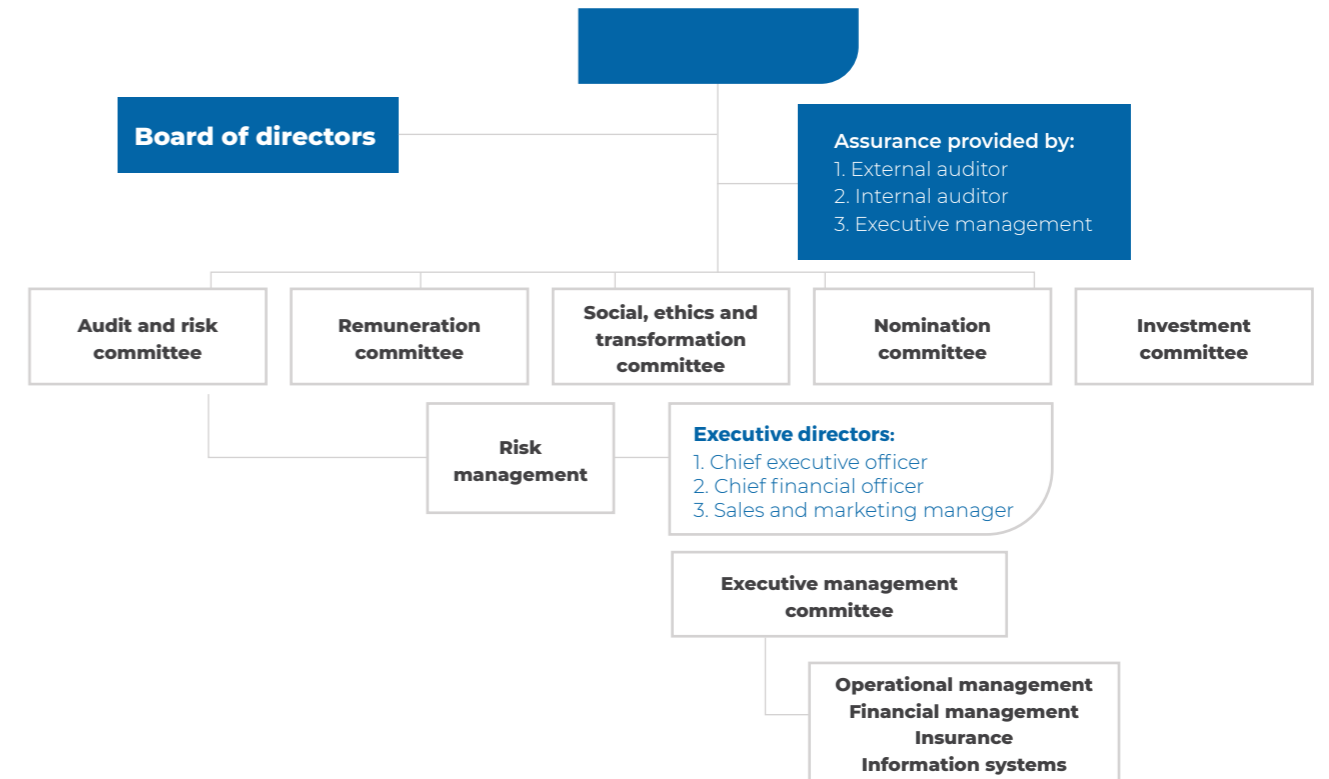 Board of directors
Assurance provided by:
1. External auditor
2. Internal auditor
3. Executive management
Audit and risk
committee
Remuneration
committee
Social, ethics and
transformation
committee
Nomination
committee
Investment
committee
Risk
management
Executive directors:
1. Chief executive officer
2. Chief financial officer
3. Sales and marketing manager
Executive management
committee
Operational management
Financial management
Insurance
Information systems